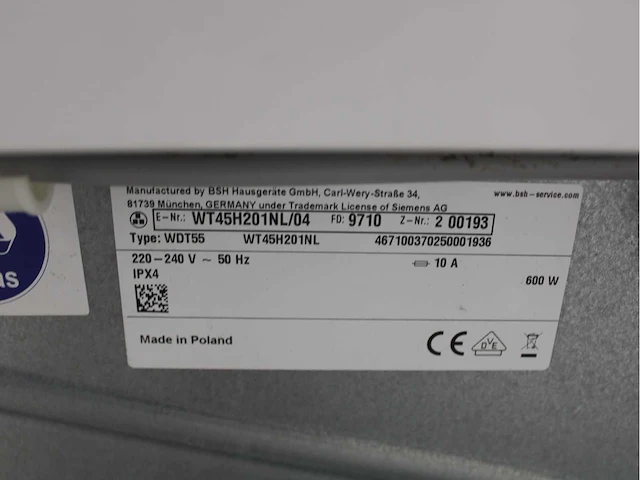 Manufactured by BSH Hausgeräte GmbH, Carl-Wery-Straße 34,
www.bsh-service.com
81739 München, GERMANY under Trademark License of Siemens AG
E-Nr.: WT45H201NL/04 FD: 9710 Z-Nr.: 2 00193
Type: WDT55 WT45H201NL 467100370250001936
220-240 V ~ 50 Hz 10 A
IPX4 600 W
Made in Poland CE DVE